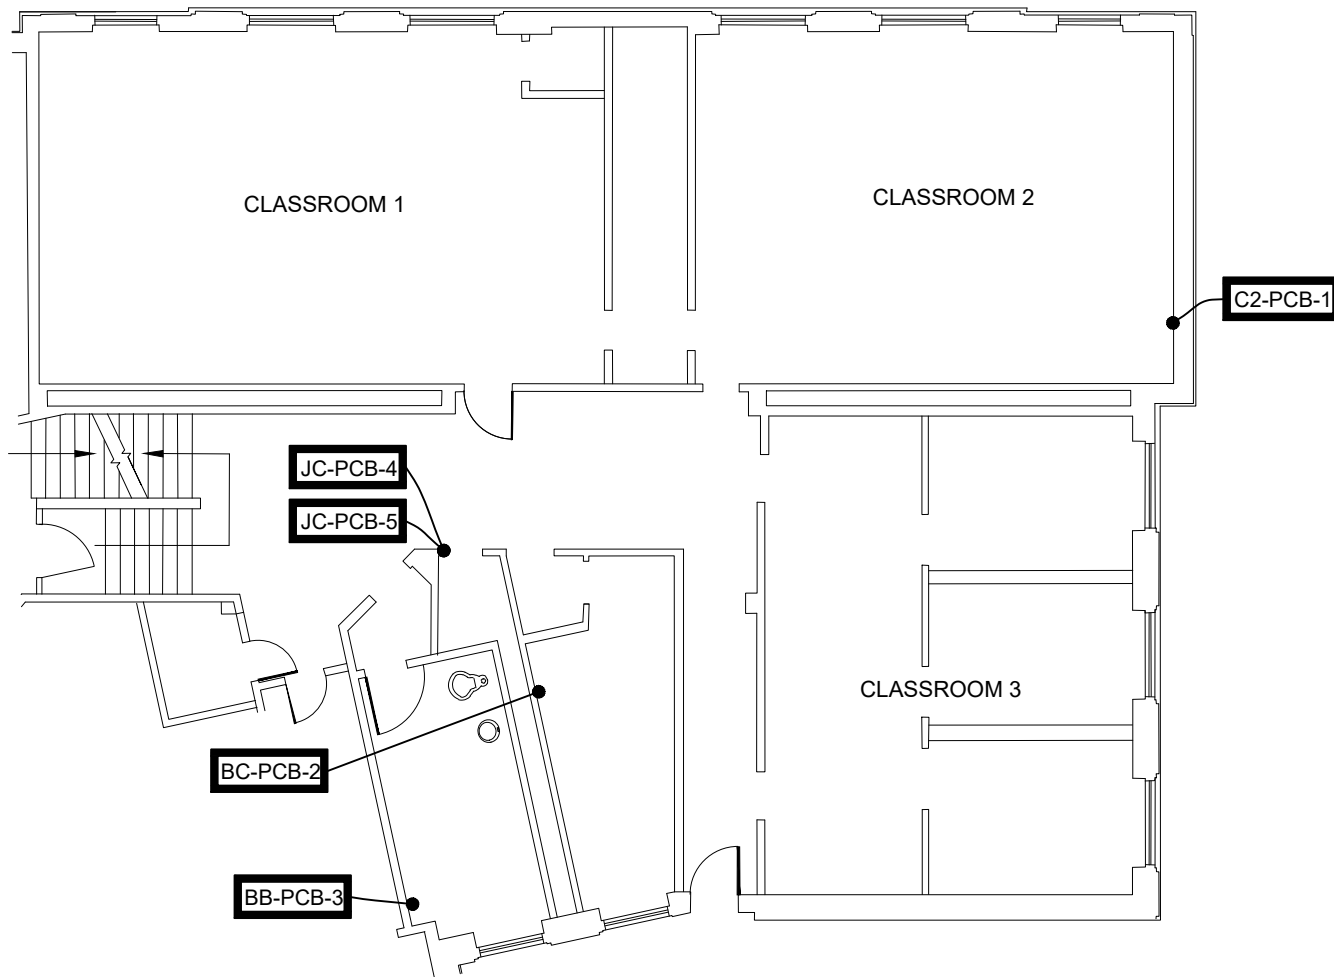 CLASSROOM 1
CLASSROOM 2
C2-PCB-1
JC-PCB-4
JC-PCB-5
CLASSROOM 3
BC-PCB-2
BB-PCB-3